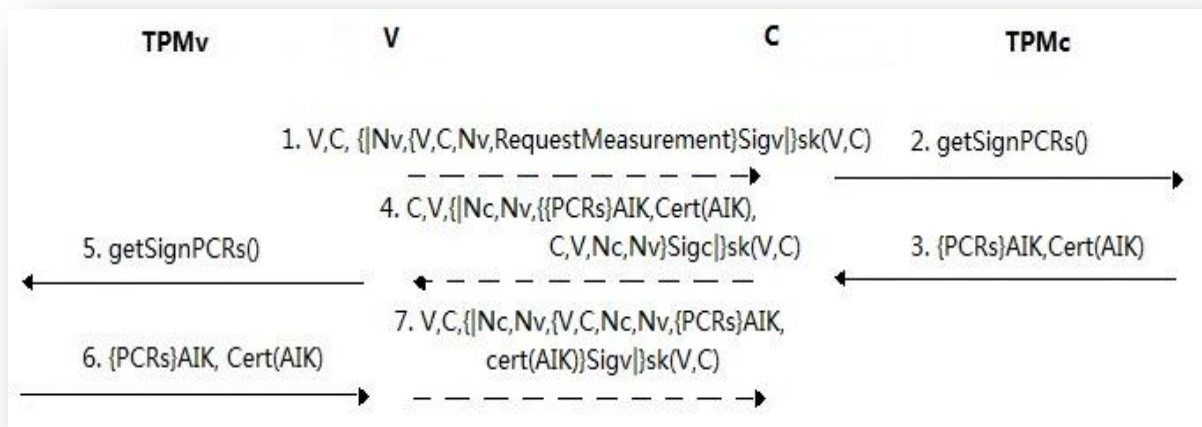 TPMv V C TPMc
1. V,C, {|Nv,{V,C,Nv,RequestMeasurement}Sigv|}sk(V,C)
2. getSignPCRs()
4. C,V,{|Nc,Nv,{{PCRs}AIK,Cert(AIK),
C,V,Nc,Nv}Sigc|}sk(V,C)
3. {PCRs}AIK,Cert(AIK)
5. getSignPCRs()
7. V,C,{|Nc,Nv,{V,C,Nc,Nv,{PCRs}AIK,
cert(AIK)}Sigv|}sk(V,C)
6. {PCRs}AIK, Cert(AIK)